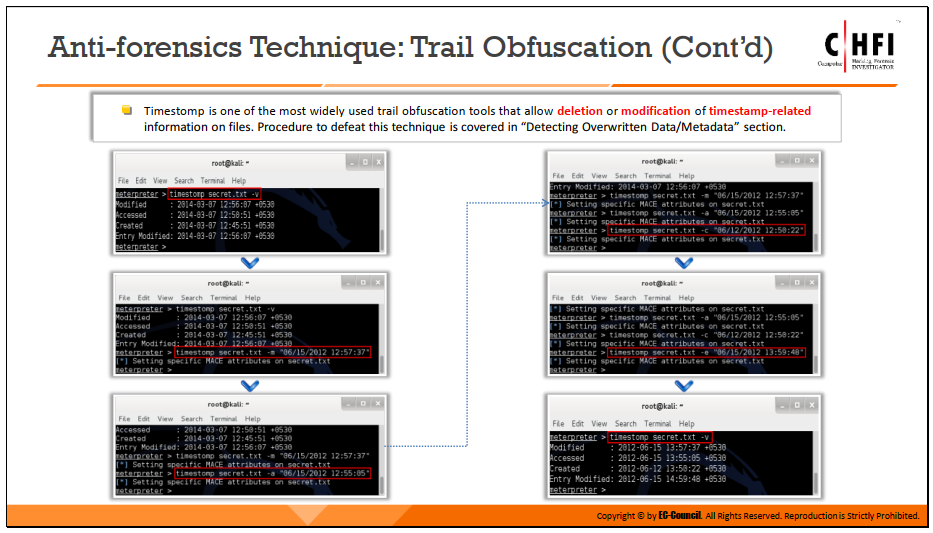 Anti-forensics Technique: Trail Obfuscation (Cont'd)
C HFI
Computer Hacking Forensic
INVESTIGATOR
Timestomp is one of the most widely used trail obfuscation tools that allow deletion or modification of timestamp-related
information on files. Procedure to defeat this technique is covered in “Detecting Overwritten Data/Metadata” section.
root@kali: ~
File Edit View Search Terminal Help
meterpreter > timestomp secret.txt -v
Modified : 2014-03-07 12:56:07 +0530
Accessed : 2014-03-07 12:50:51 +0530
Created : 2014-03-07 12:45:51 +0530
Entry Modified: 2014-03-07 12:56:07 +0530
meterpreter >
root@kali: ~
File Edit View Search Terminal Help
meterpreter > timestomp secret.txt -v
Modified : 2014-03-07 12:56:07 +0530
Accessed : 2014-03-07 12:50:51 +0530
Created : 2014-03-07 12:45:51 +0530
Entry Modified: 2014-03-07 12:56:07 +0530
meterpreter > timestomp secret.txt -m "06/15/2012 12:57:37"
[*] Setting specific MACE attributes on secret.txt
meterpreter >
root@kali: ~
File Edit View Search Terminal Help
Accessed : 2014-03-07 12:50:51 +0530
Created : 2014-03-07 12:45:51 +0530
Entry Modified: 2014-03-07 12:56:07 +0530
meterpreter > timestomp secret.txt -m "06/15/2012 12:57:37"
[*] Setting specific MACE attributes on secret.txt
meterpreter > timestomp secret.txt -a "06/15/2012 12:55:05"
[*] Setting specific MACE attributes on secret.txt
meterpreter >
root@kali: ~
File Edit View Search Terminal Help
Entry Modified: 2014-03-07 12:56:07 +0530
meterpreter > timestomp secret.txt -m "06/15/2012 12:57:37"
[*] Setting specific MACE attributes on secret.txt
meterpreter > timestomp secret.txt -a "06/15/2012 12:55:05"
[*] Setting specific MACE attributes on secret.txt
meterpreter > timestomp secret.txt -c "06/12/2012 12:50:22"
[*] Setting specific MACE attributes on secret.txt
meterpreter >
root@kali: ~
File Edit View Search Terminal Help
[*] Setting specific MACE attributes on secret.txt
meterpreter > timestomp secret.txt -a "06/15/2012 12:55:05"
[*] Setting specific MACE attributes on secret.txt
meterpreter > timestomp secret.txt -c "06/12/2012 12:50:22"
[*] Setting specific MACE attributes on secret.txt
meterpreter > timestomp secret.txt -e "06/15/2012 13:59:48"
[*] Setting specific MACE attributes on secret.txt
meterpreter >
root@kali: ~
File Edit View Search Terminal Help
meterpreter > timestomp secret.txt -v
Modified : 2012-06-15 13:57:37 +0530
Accessed : 2012-06-15 13:55:05 +0530
Created : 2012-06-12 13:50:22 +0530
Entry Modified: 2012-06-15 14:59:48 +0530
meterpreter >
Copyright © by EC-Council. All Rights Reserved. Reproduction is Strictly Prohibited.